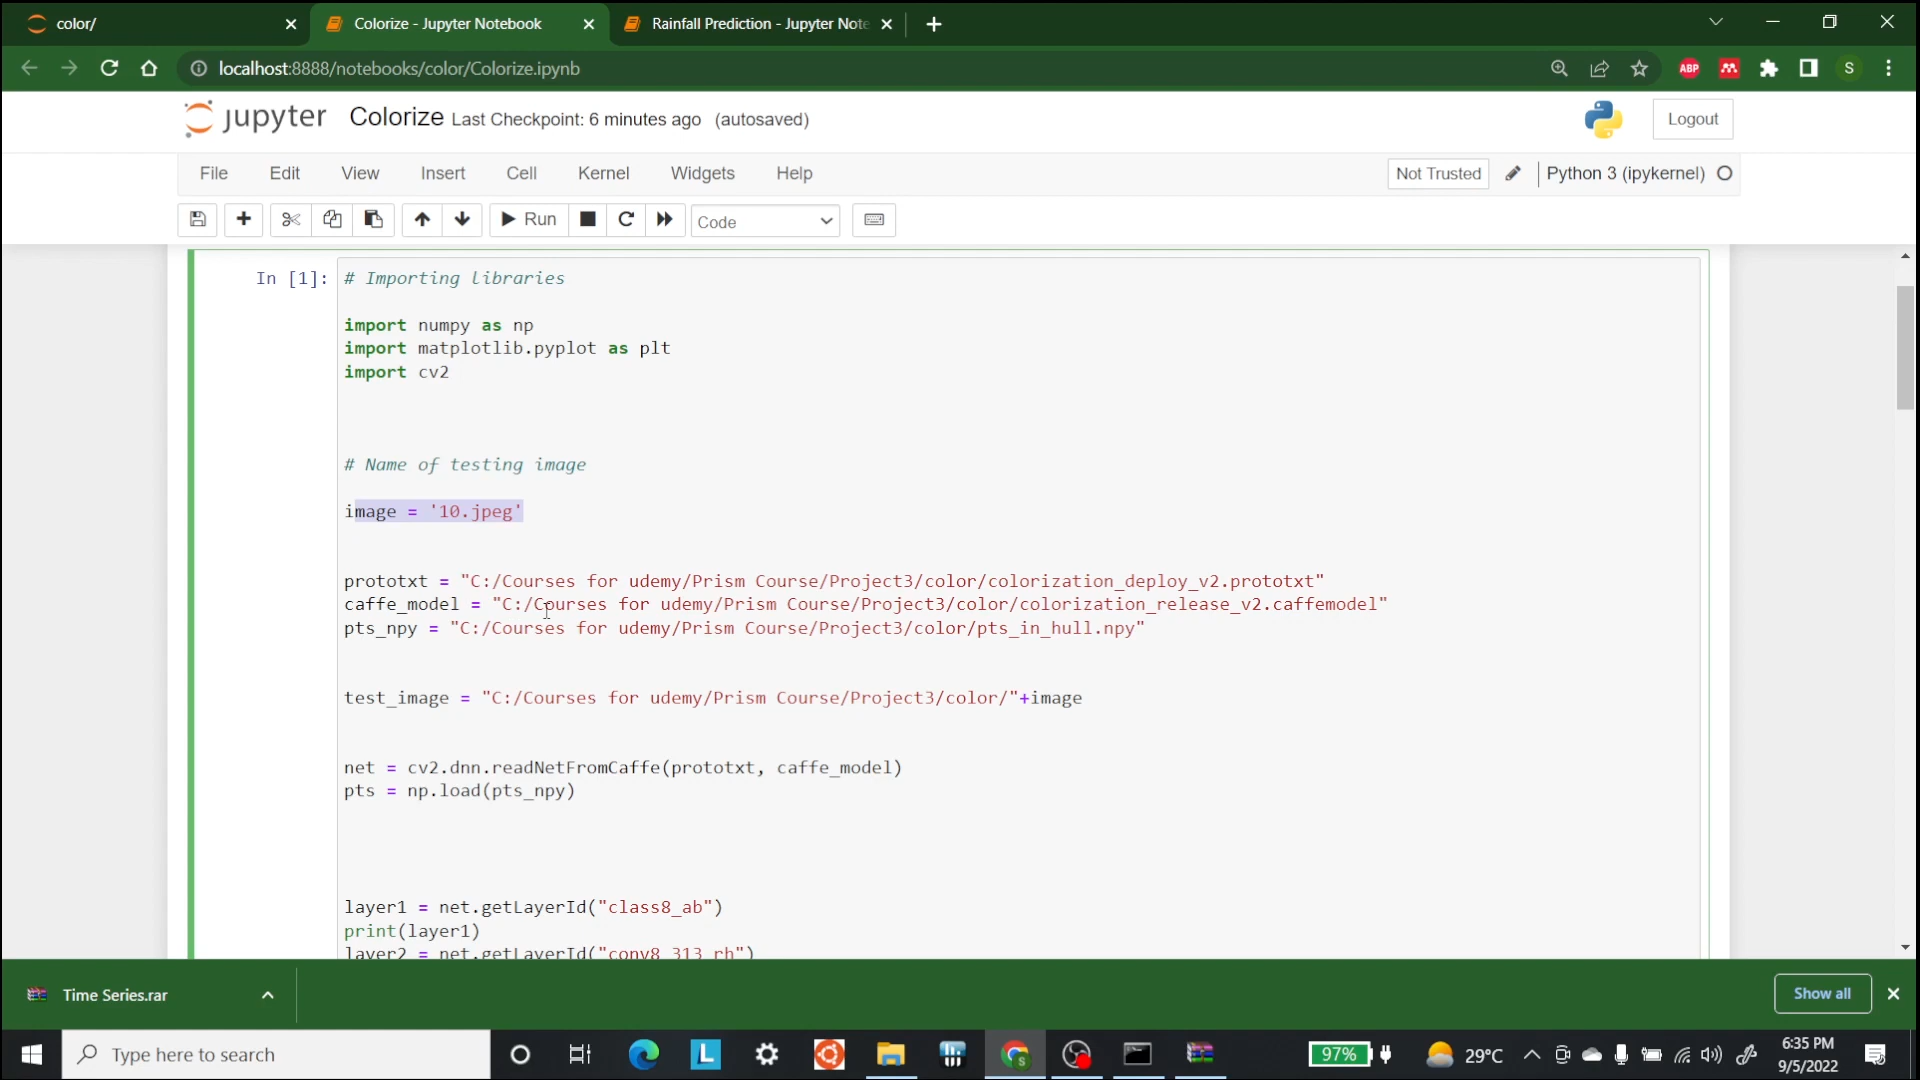 color/
Colorize - Jupyter Notebook
Rainfall Prediction - Jupyter Note
localhost:8888/notebooks/color/Colorize.ipynb
ABP
S
jupyter Colorize Last Checkpoint: 6 minutes ago (autosaved)
Logout
File Edit View Insert Cell Kernel Widgets Help
Not Trusted
Python 3 (ipykernel)
Run
Code
In [1]: # Importing libraries
import numpy as np
import matplotlib.pyplot as plt
import cv2
# Name of testing image
image = '10.jpeg'
prototxt = "C:/Courses for udemy/Prism Course/Project3/color/colorization_deploy_v2.prototxt"
caffe_model = "C:/Courses for udemy/Prism Course/Project3/color/colorization_release_v2.caffemodel"
pts_npy = "C:/Courses for udemy/Prism Course/Project3/color/pts_in_hull.npy"
test_image = "C:/Courses for udemy/Prism Course/Project3/color/"+image
net = cv2.dnn.readNetFromCaffe(prototxt, caffe_model)
pts = np.load(pts_npy)
layer1 = net.getLayerId("class8_ab")
print(layer1)
layer2 = net.getLayerId("conv8_313_rh")
Time Series.rar
Show all
Type here to search
L
97%
29°C
6:35 PM
9/5/2022